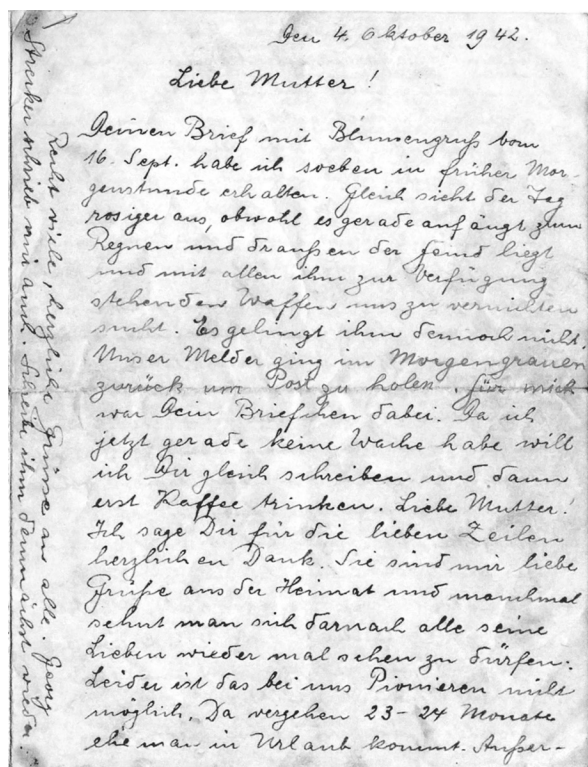 Den 4. Oktober 1942.
Liebe Mutter!
Deinen Brief mit Blumengruß vom
16. Sept. habe ich soeben in früher Mor-
genstunde erhalten. Gleich sieht der Tag
rosiger aus, obwohl es gerade anfängt zum
Regnen und draußen der Feind liegt
und mit allen ihm zur Verfügung
stehenden Waffen uns zu vernichten
sucht. Es gelingt ihm dennoch nicht.
Unser Melder ging im Morgengrauen
zurück um Post zu holen. Für mich
war Dein Briefchen dabei. Da ich
jetzt gerade keine Wache habe will
ich Dir gleich schreiben und dann
erst Kaffee trinken. Liebe Mutter!
Ich sage Dir für die lieben Zeilen
herzlichen Dank. Sie sind mir liebe
Grüße aus der Heimat und manchmal
sehnt man sich darnach alle seine
Lieben wieder mal sehen zu dürfen.
Leider ist das bei uns Pionieren nicht
möglich. Da vergehen 23-24 Monate
ehe man in Urlaub kommt. Außer-
Recht viele, herzliche Grüsse an alle. Georg
schrieb mir auch. Schreibe ihm demnächst wieder.